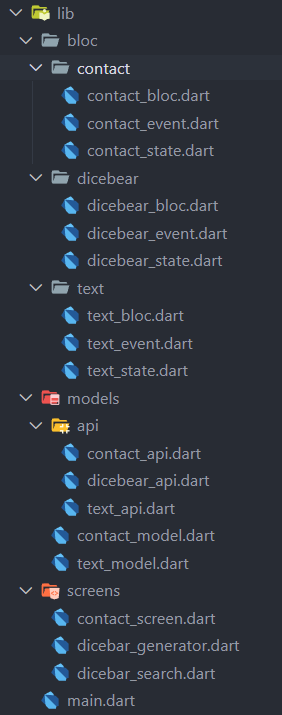 lib
bloc
contact
contact_bloc.dart
contact_event.dart
contact_state.dart
dicebear
dicebear_bloc.dart
dicebear_event.dart
dicebear_state.dart
text
text_bloc.dart
text_event.dart
text_state.dart
models
api
contact_api.dart
dicebear_api.dart
text_api.dart
contact_model.dart
text_model.dart
screens
contact_screen.dart
dicebar_generator.dart
dicebar_search.dart
main.dart